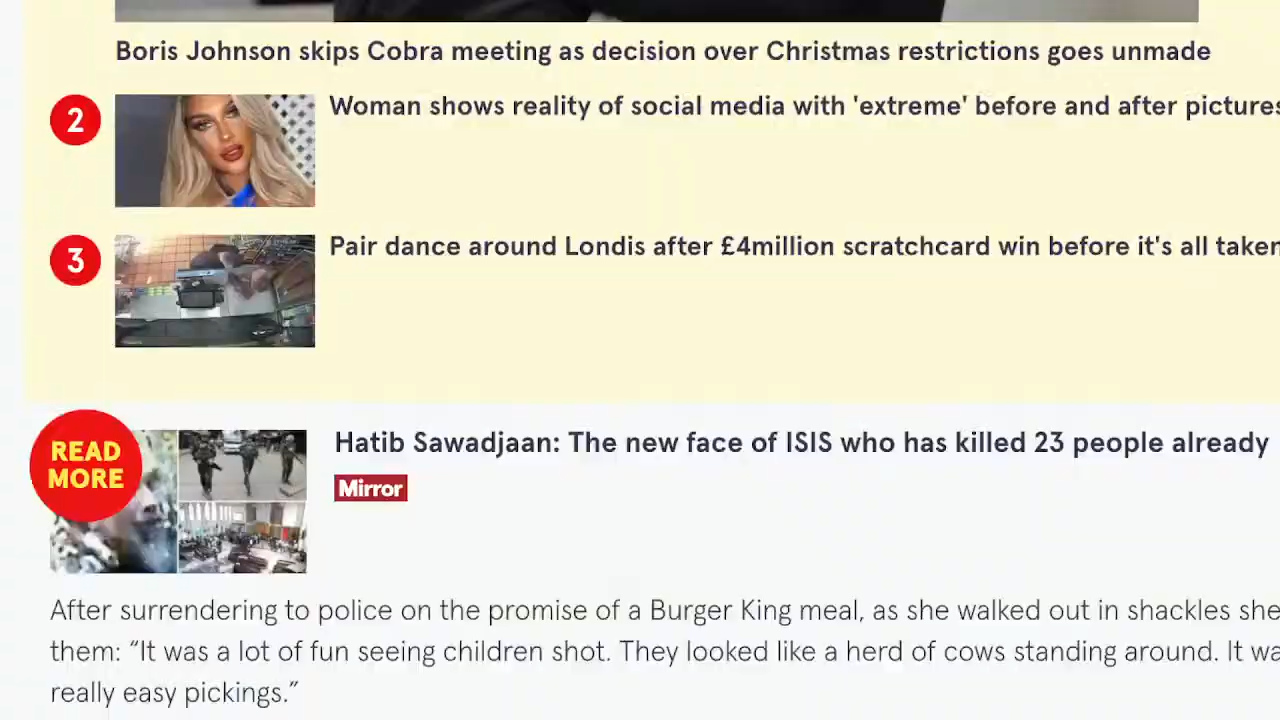 Boris Johnson skips Cobra meeting as decision over Christmas restrictions goes unmade
2
Woman shows reality of social media with 'extreme' before and after pictures
3
Pair dance around Londis after £4million scratchcard win before it's all taken
READ
MORE
Hatib Sawadjaan: The new face of ISIS who has killed 23 people already
Mirror
After surrendering to police on the promise of a Burger King meal, as she walked out in shackles she
them: “It was a lot of fun seeing children shot. They looked like a herd of cows standing around. It wa
really easy pickings.”